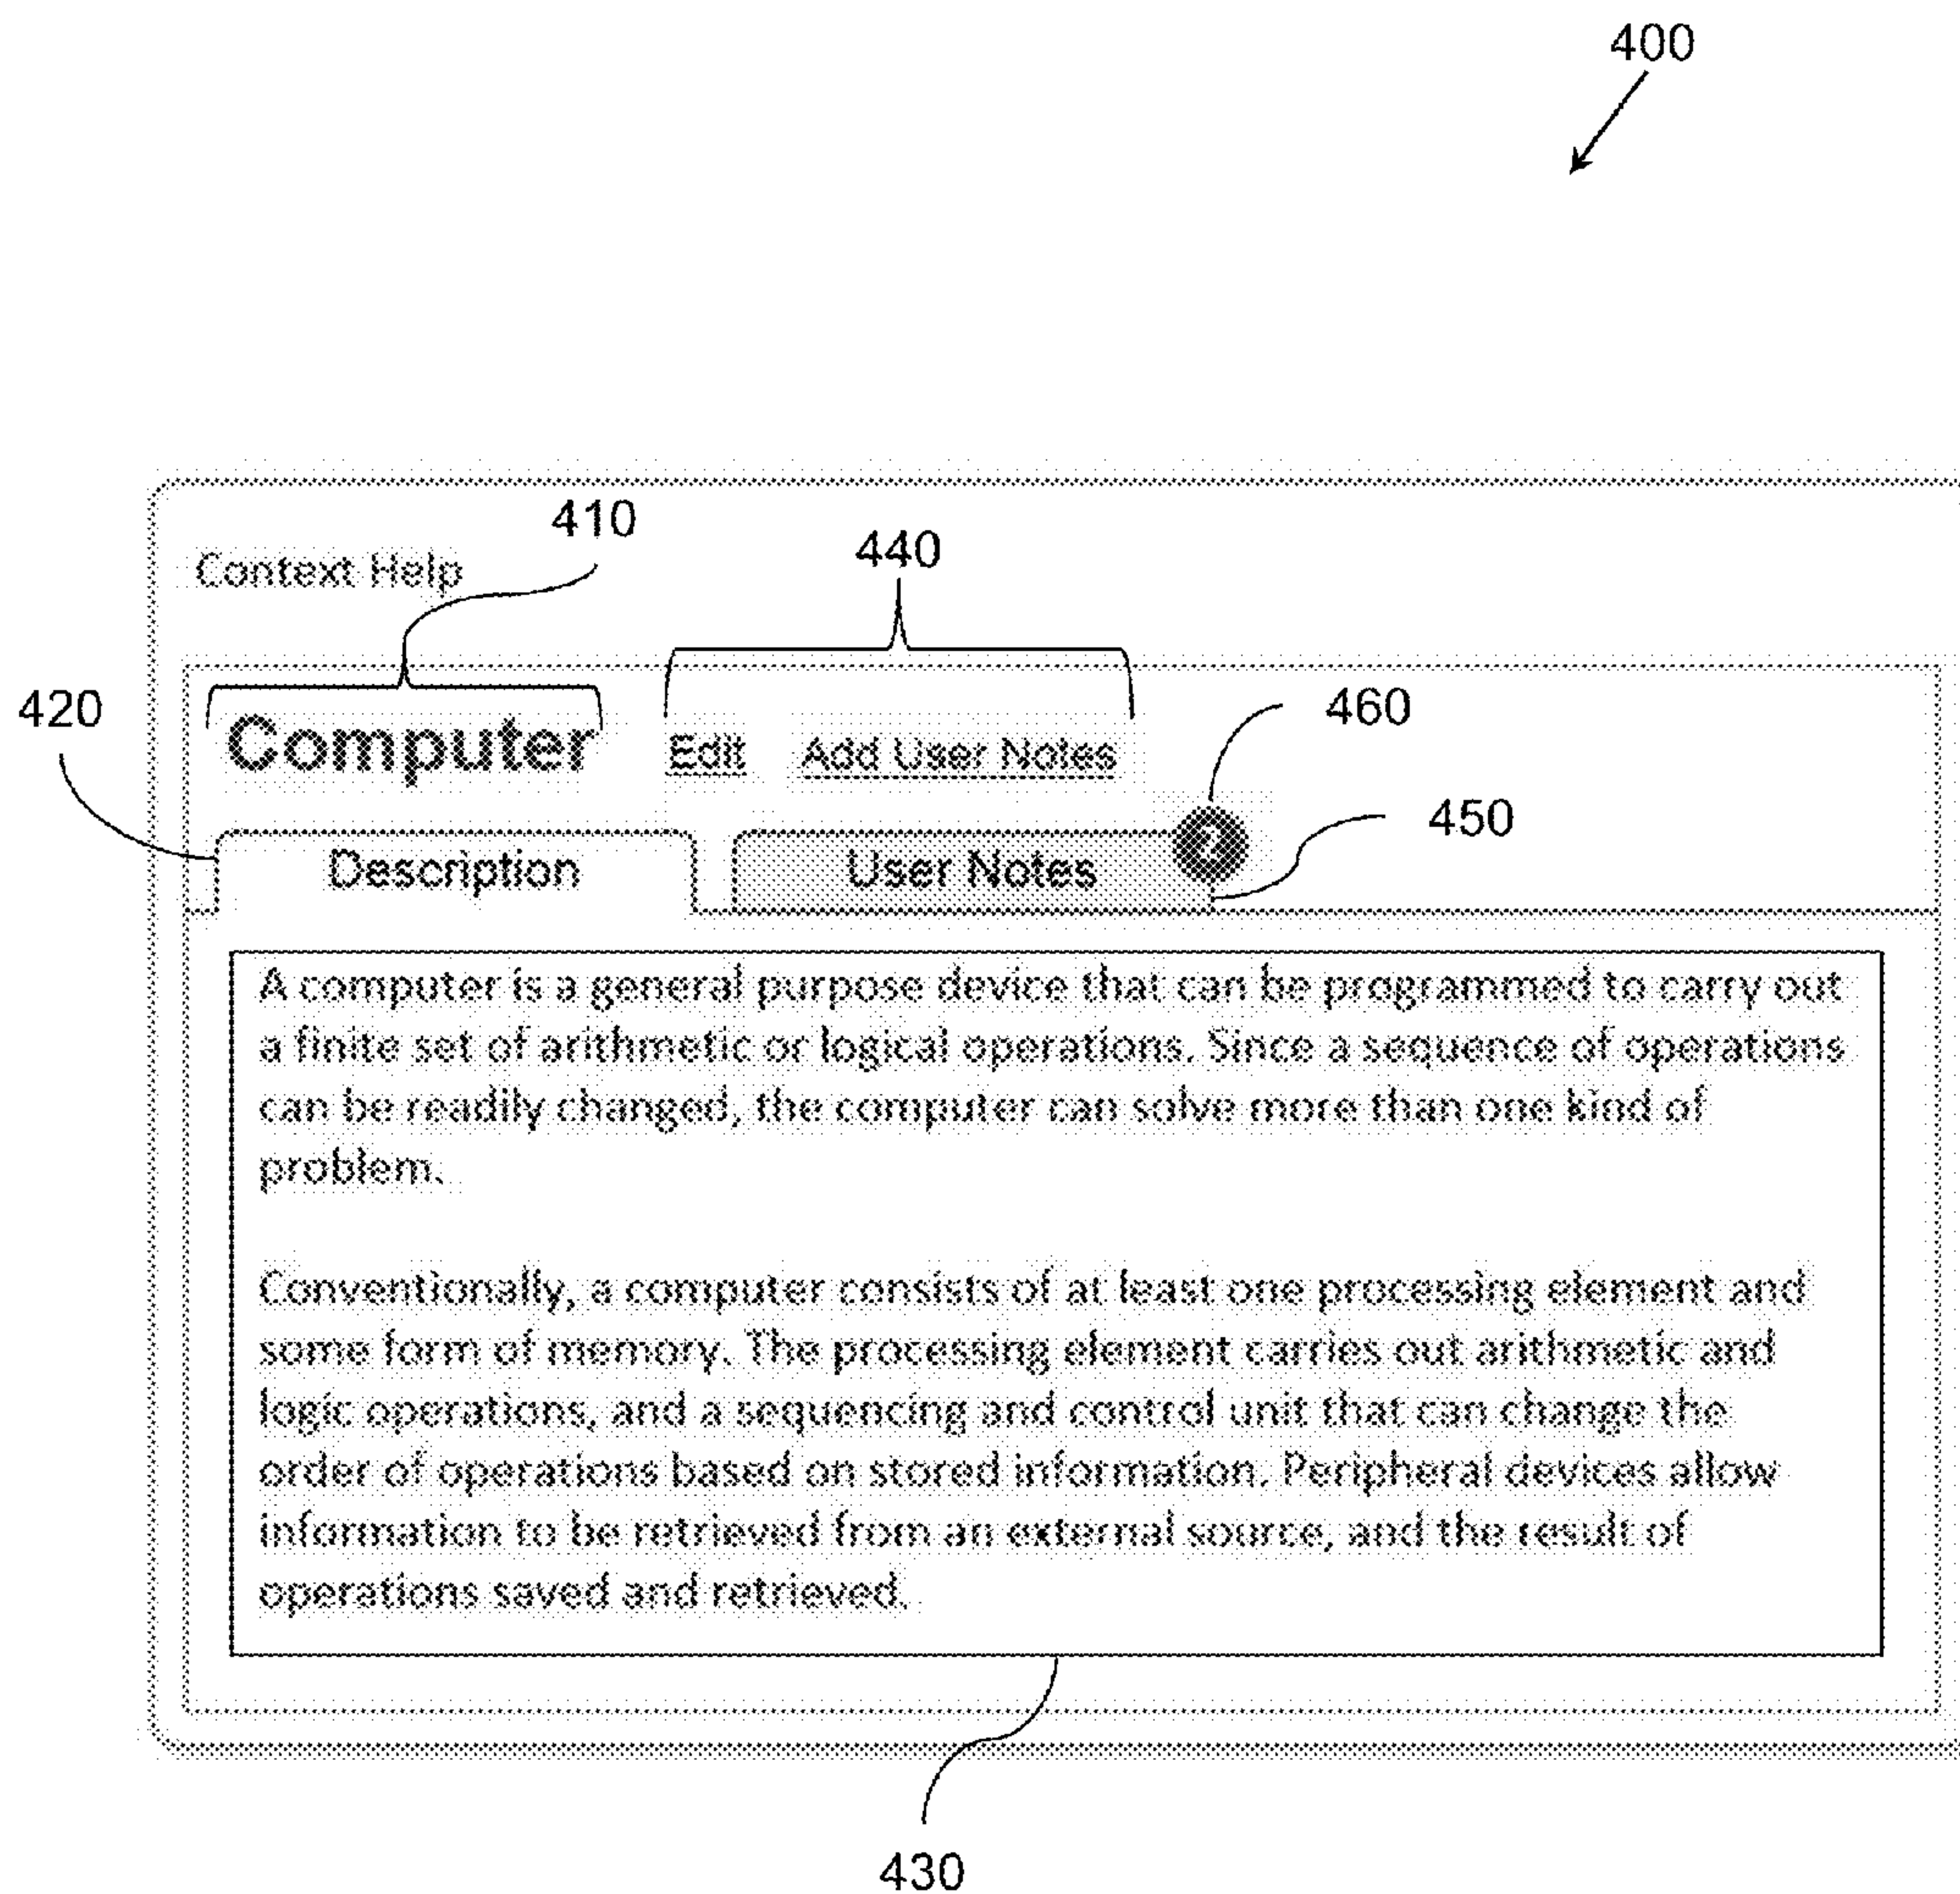 400
410
Context Help
440
420
Computer Edit Add User Notes
460
450
Description User Notes 2
A computer is a general purpose device that can be programmed to carry out
a finite set of arithmetic or logical operations. Since a sequence of operations
can be readily changed, the computer can solve more than one kind of
problem.
Conventionally, a computer consists of at least one processing element and
some form of memory. The processing element carries out arithmetic and
logic operations, and a sequencing and control unit that can change the
order of operations based on stored information. Peripheral devices allow
information to be retrieved from an external source, and the result of
operations saved and retrieved.
430